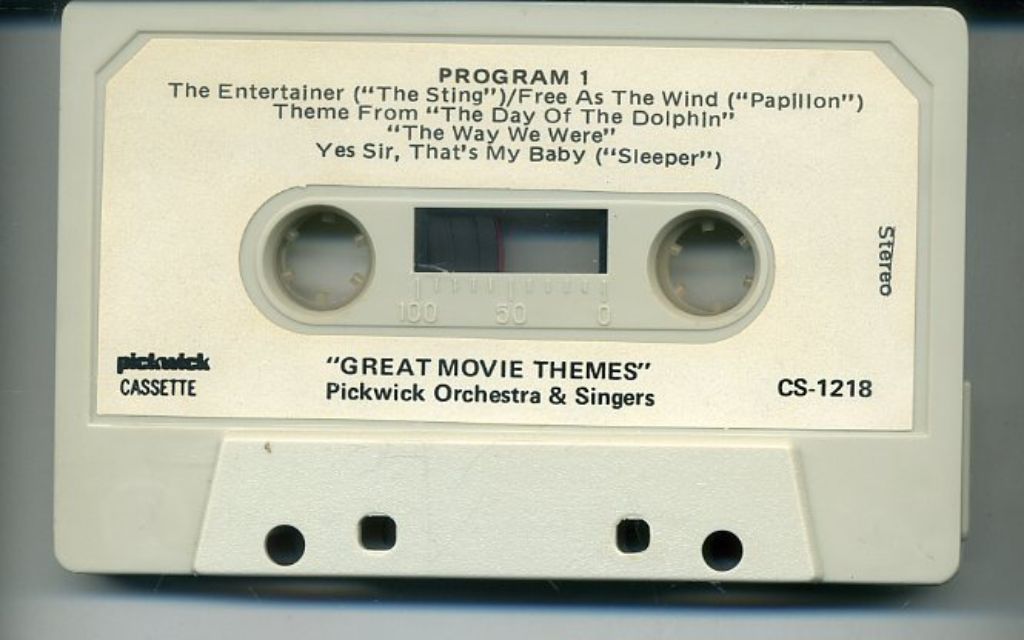 PROGRAM 1
The Entertainer ("The Sting")/Free As The Wind ("Papillon")
Theme From "The Day Of The Dolphin"
"The Way We Were"
Yes Sir, That's My Baby ("Sleeper")
Stereo
100 50 0
pickwick
CASSETTE
"GREAT MOVIE THEMES"
Pickwick Orchestra & Singers
CS-1218